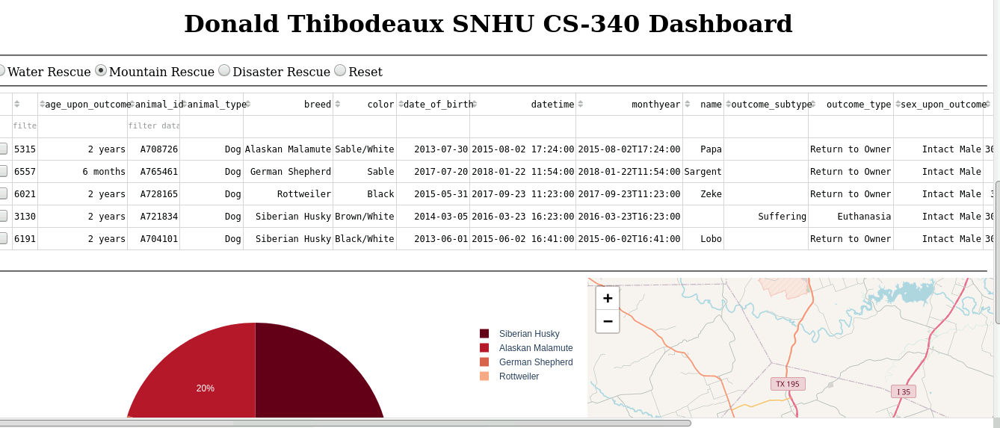 Donald Thibodeaux SNHU CS-340 Dashboard
Water Rescue Mountain Rescue Disaster Rescue Reset
age_upon_outcome animal_id animal_type breed color date_of_birth datetime monthyear name outcome_subtype outcome_type sex_upon_outcome
filte filter data
5315 2 years A708726 Dog Alaskan Malamute Sable/White 2013-07-30 2015-08-02 17:24:00 2015-08-02T17:24:00 Papa Return to Owner Intact Male 30
6557 6 months A765461 Dog German Shepherd Sable 2017-07-20 2018-01-22 11:54:00 2018-01-22T11:54:00 Sargent Return to Owner Intact Male
6021 2 years A728165 Dog Rottweiler Black 2015-05-31 2017-09-23 11:23:00 2017-09-23T11:23:00 Zeke Return to Owner Intact Male 3
3130 2 years A721834 Dog Siberian Husky Brown/White 2014-03-05 2016-03-23 16:23:00 2016-03-23T16:23:00 Suffering Euthanasia Intact Male 30
6191 2 years A704101 Dog Siberian Husky Black/White 2013-06-01 2015-06-02 16:41:00 2015-06-02T16:41:00 Lobo Return to Owner Intact Male 30
20%
Siberian Husky
Alaskan Malamute
German Shepherd
Rottweiler
+
−
TX 195
I 35